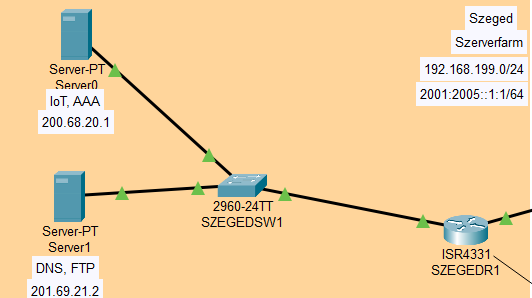 Szeged
Szerverfarm
192.168.199.0/24
2001:2005::1:1/64
Server-PT
Server0
IoT, AAA
200.68.20.1
2960-24TT
SZEGEDSW1
Server-PT
Server1
DNS, FTP
201.69.21.2
ISR4331
SZEGEDR1